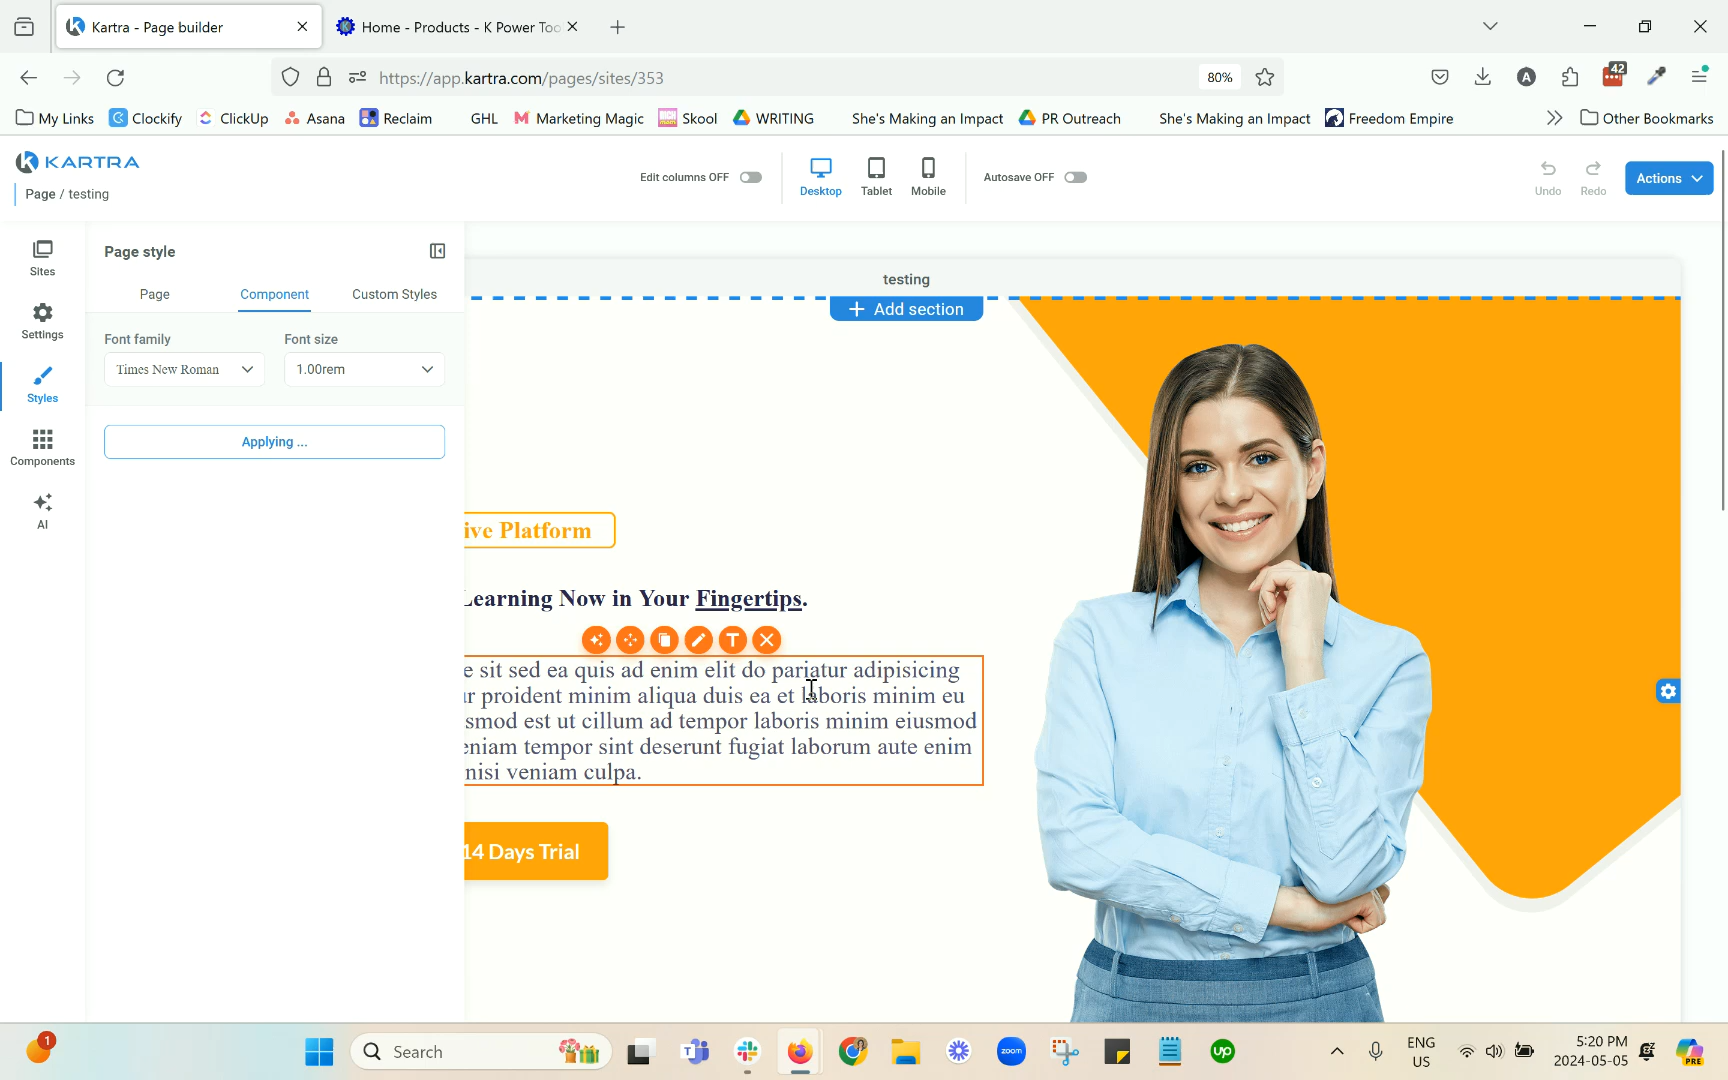 Kartra - Page builder
Home - Products - K Power Too
https://app.kartra.com/pages/sites/353
80%
A
42
My Links
Clockify
ClickUp
Asana
Reclaim
GHL
Marketing Magic
Skool
WRITING
She's Making an Impact
PR Outreach
She's Making an Impact
Freedom Empire
Other Bookmarks
KARTRA
Page / testing
Edit columns OFF
Desktop
Tablet
Mobile
Autosave OFF
Undo
Redo
Actions
Sites
Settings
Styles
Components
AI
Page style
Page
Component
Custom Styles
Font family
Font size
Times New Roman
1.00rem
Applying ...
testing
+ Add section
ive Platform
Learning Now in Your Fingertips.
e sit sed ea quis ad enim elit do pariatur adipisicing
ur proident minim aliqua duis ea et laboris minim eu
smod est ut cillum ad tempor laboris minim eiusmod
eniam tempor sint deserunt fugiat laborum aute enim
nisi veniam culpa.
14 Days Trial
1
Search
zoom
up
ENG
US
5:20 PM
2024-05-05
PRE